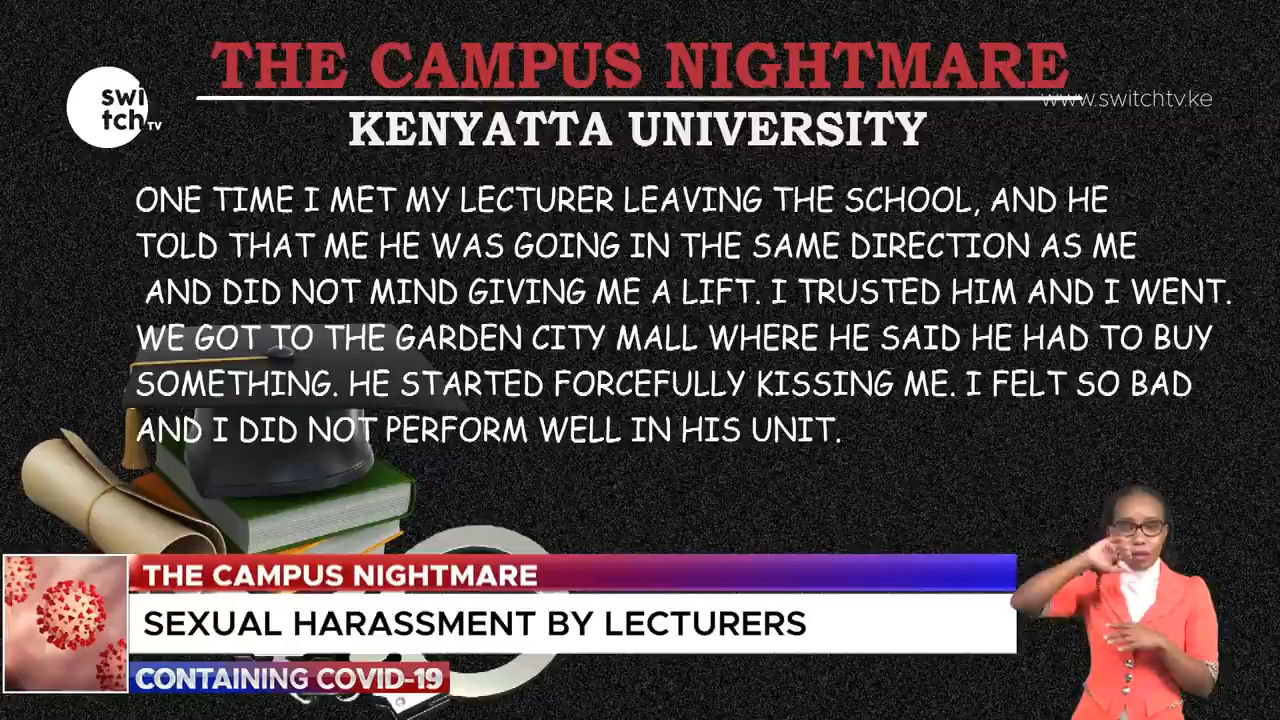 THE CAMPUS NIGHTMARE
swi
tch TV
www.switchtv.ke
KENYATTA UNIVERSITY
ONE TIME I MET MY LECTURER LEAVING THE SCHOOL, AND HE
TOLD THAT ME HE WAS GOING IN THE SAME DIRECTION AS ME
AND DID NOT MIND GIVING ME A LIFT. I TRUSTED HIM AND I WENT.
WE GOT TO THE GARDEN CITY MALL WHERE HE SAID HE HAD TO BUY
SOMETHING. HE STARTED FORCEFULLY KISSING ME. I FELT SO BAD
AND I DID NOT PERFORM WELL IN HIS UNIT.
THE CAMPUS NIGHTMARE
SEXUAL HARASSMENT BY LECTURERS
CONTAINING COVID-19